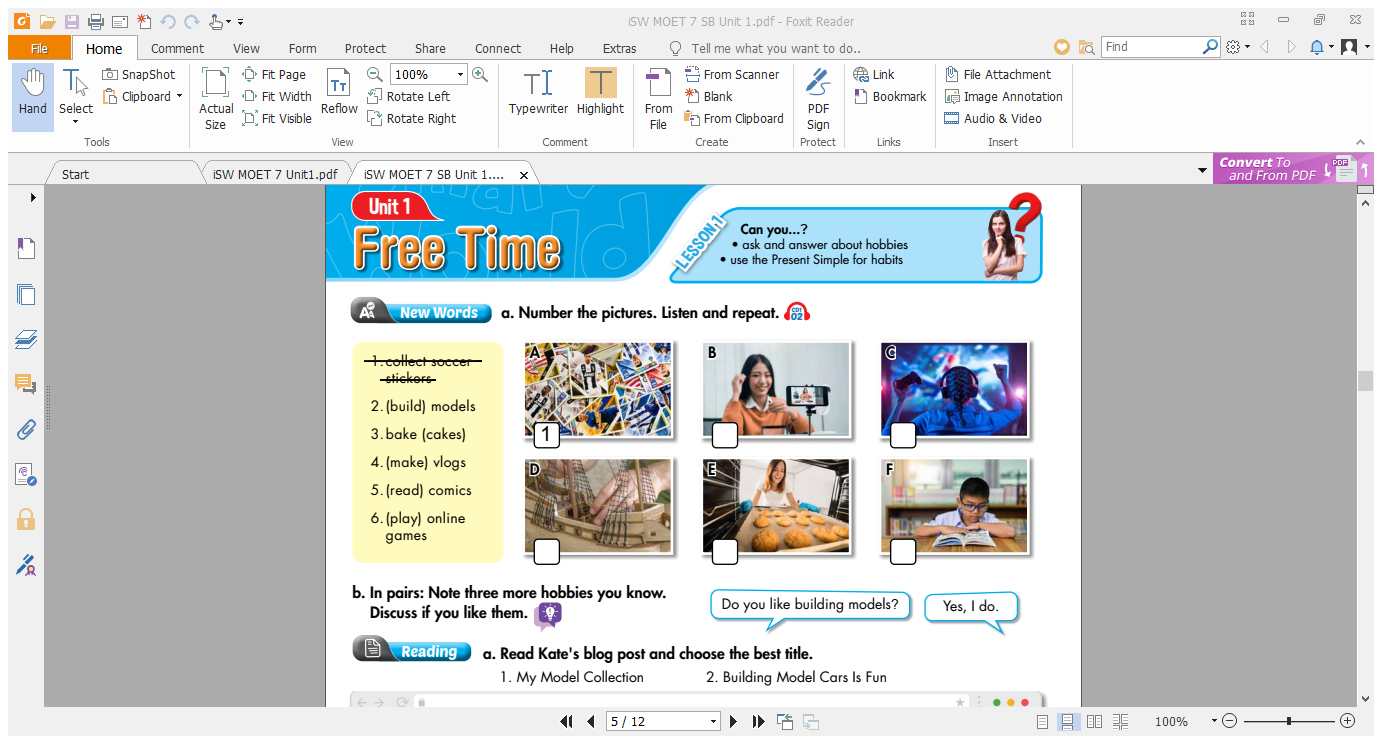 iSW MOET 7 SB Unit 1.pdf - Foxit Reader
File Home Comment View Form Protect Share Connect Help Extras Tell me what you want to do.. Find
Hand
Select
SnapShot
Clipboard
Tools
Actual Size
Fit Page
Fit Width
Fit Visible
Reflow
100%
Rotate Left
Rotate Right
View
Typewriter
Highlight
Comment
From File
From Scanner
Blank
From Clipboard
Create
PDF Sign
Protect
Link
Bookmark
Links
File Attachment
Image Annotation
Audio & Video
Insert
Start
iSW MOET 7 Unit1.pdf
iSW MOET 7 SB Unit 1....
Convert To
and From PDF
PDF
Unit 1
Free Time
LESSON 1
Can you...?
• ask and answer about hobbies
• use the Present Simple for habits
New Words a. Number the pictures. Listen and repeat. CD1 02
1. collect soccer
stickers
2. (build) models
3. bake (cakes)
4. (make) vlogs
5. (read) comics
6. (play) online
games
A
1
B
C
D
E
F
b. In pairs: Note three more hobbies you know.
Discuss if you like them.
Do you like building models?
Yes, I do.
Reading a. Read Kate's blog post and choose the best title.
1. My Model Collection 2. Building Model Cars Is Fun
5 / 12
100%